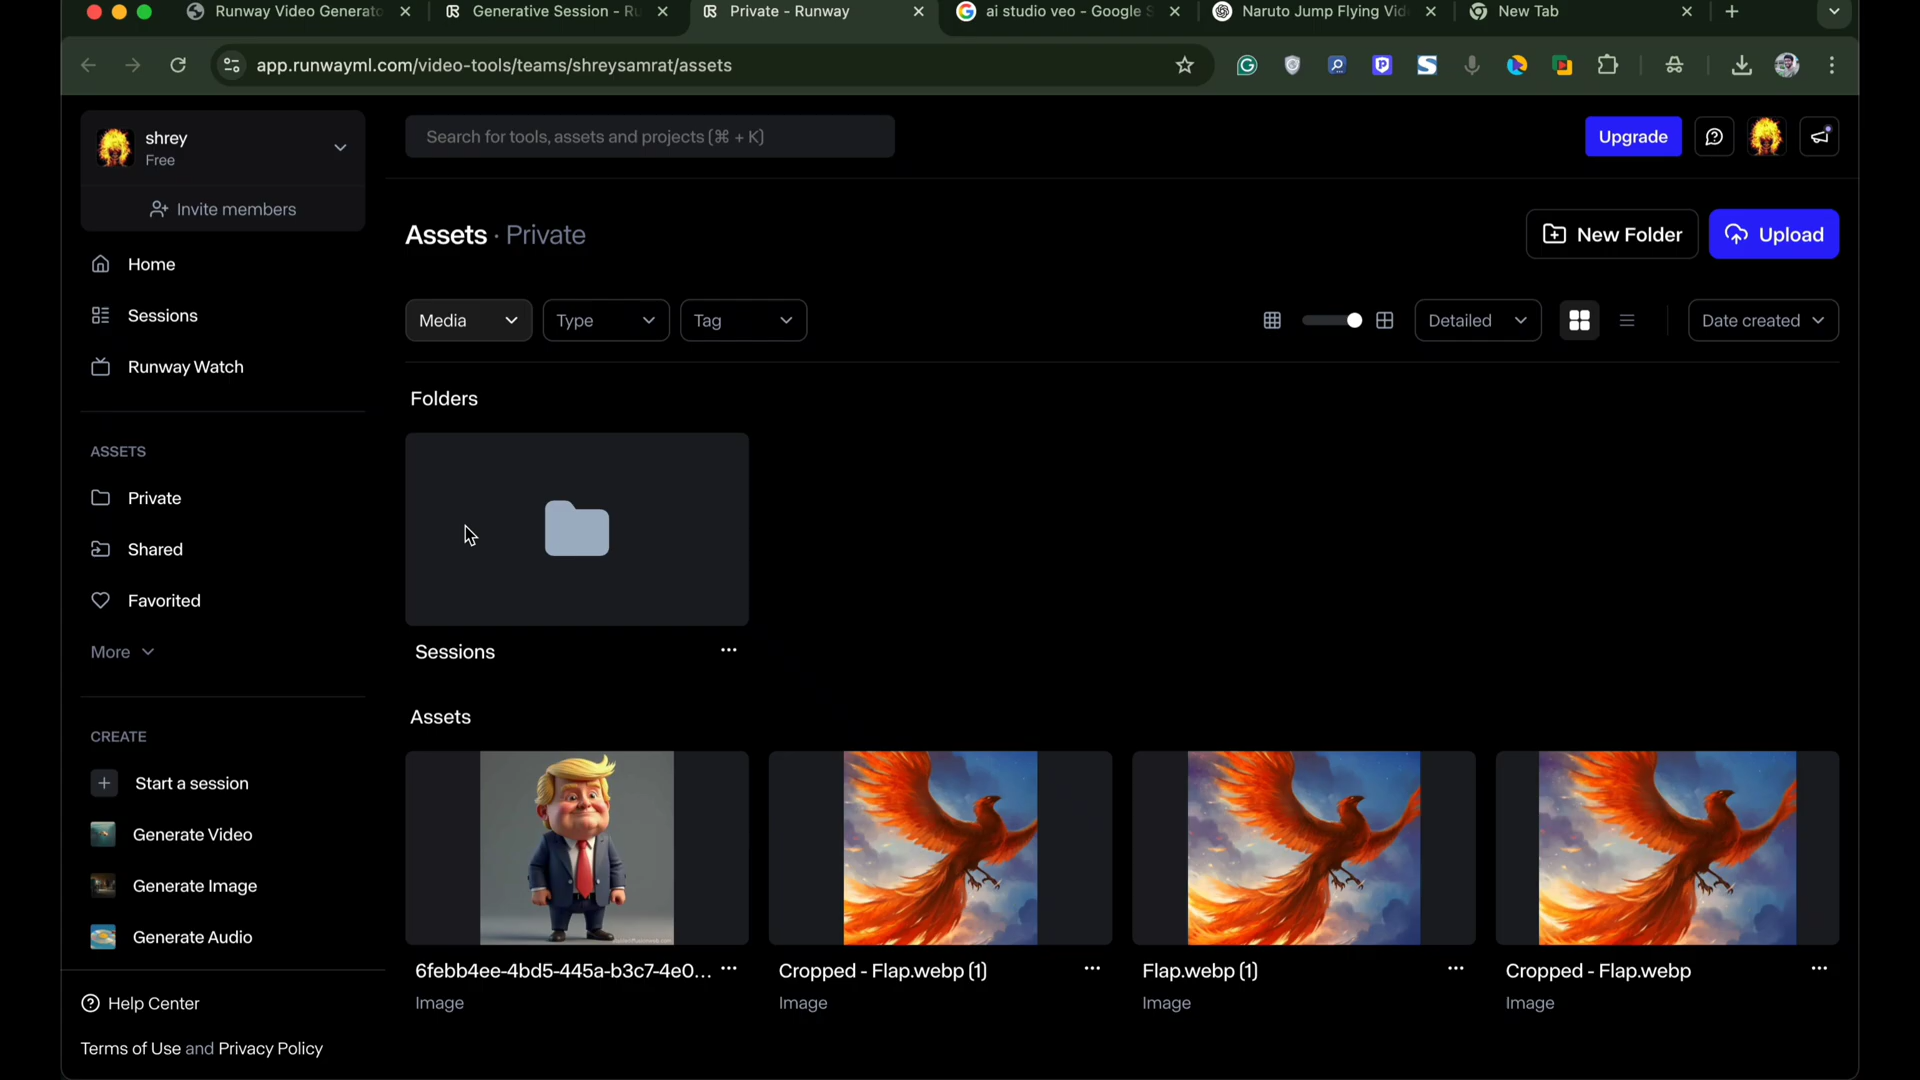 Runway Video Generato
Generative Session - Ru
Private - Runway
ai studio veo - Google S
Naruto Jump Flying Vid
New Tab
app.runwayml.com/video-tools/teams/shreysamrat/assets
shrey
Free
Invite members
Search for tools, assets and projects (⌘ + K)
Upgrade
Home
Sessions
Runway Watch
ASSETS
Private
Shared
Favorited
More
CREATE
Start a session
Generate Video
Generate Image
Generate Audio
Help Center
Terms of Use and Privacy Policy
Assets · Private
New Folder
Upload
Media
Type
Tag
Detailed
Date created
Folders
Sessions
Assets
6febb4ee-4bd5-445a-b3c7-4e0...
Image
Cropped - Flap.webp (1)
Image
Flap.webp (1)
Image
Cropped - Flap.webp
Image